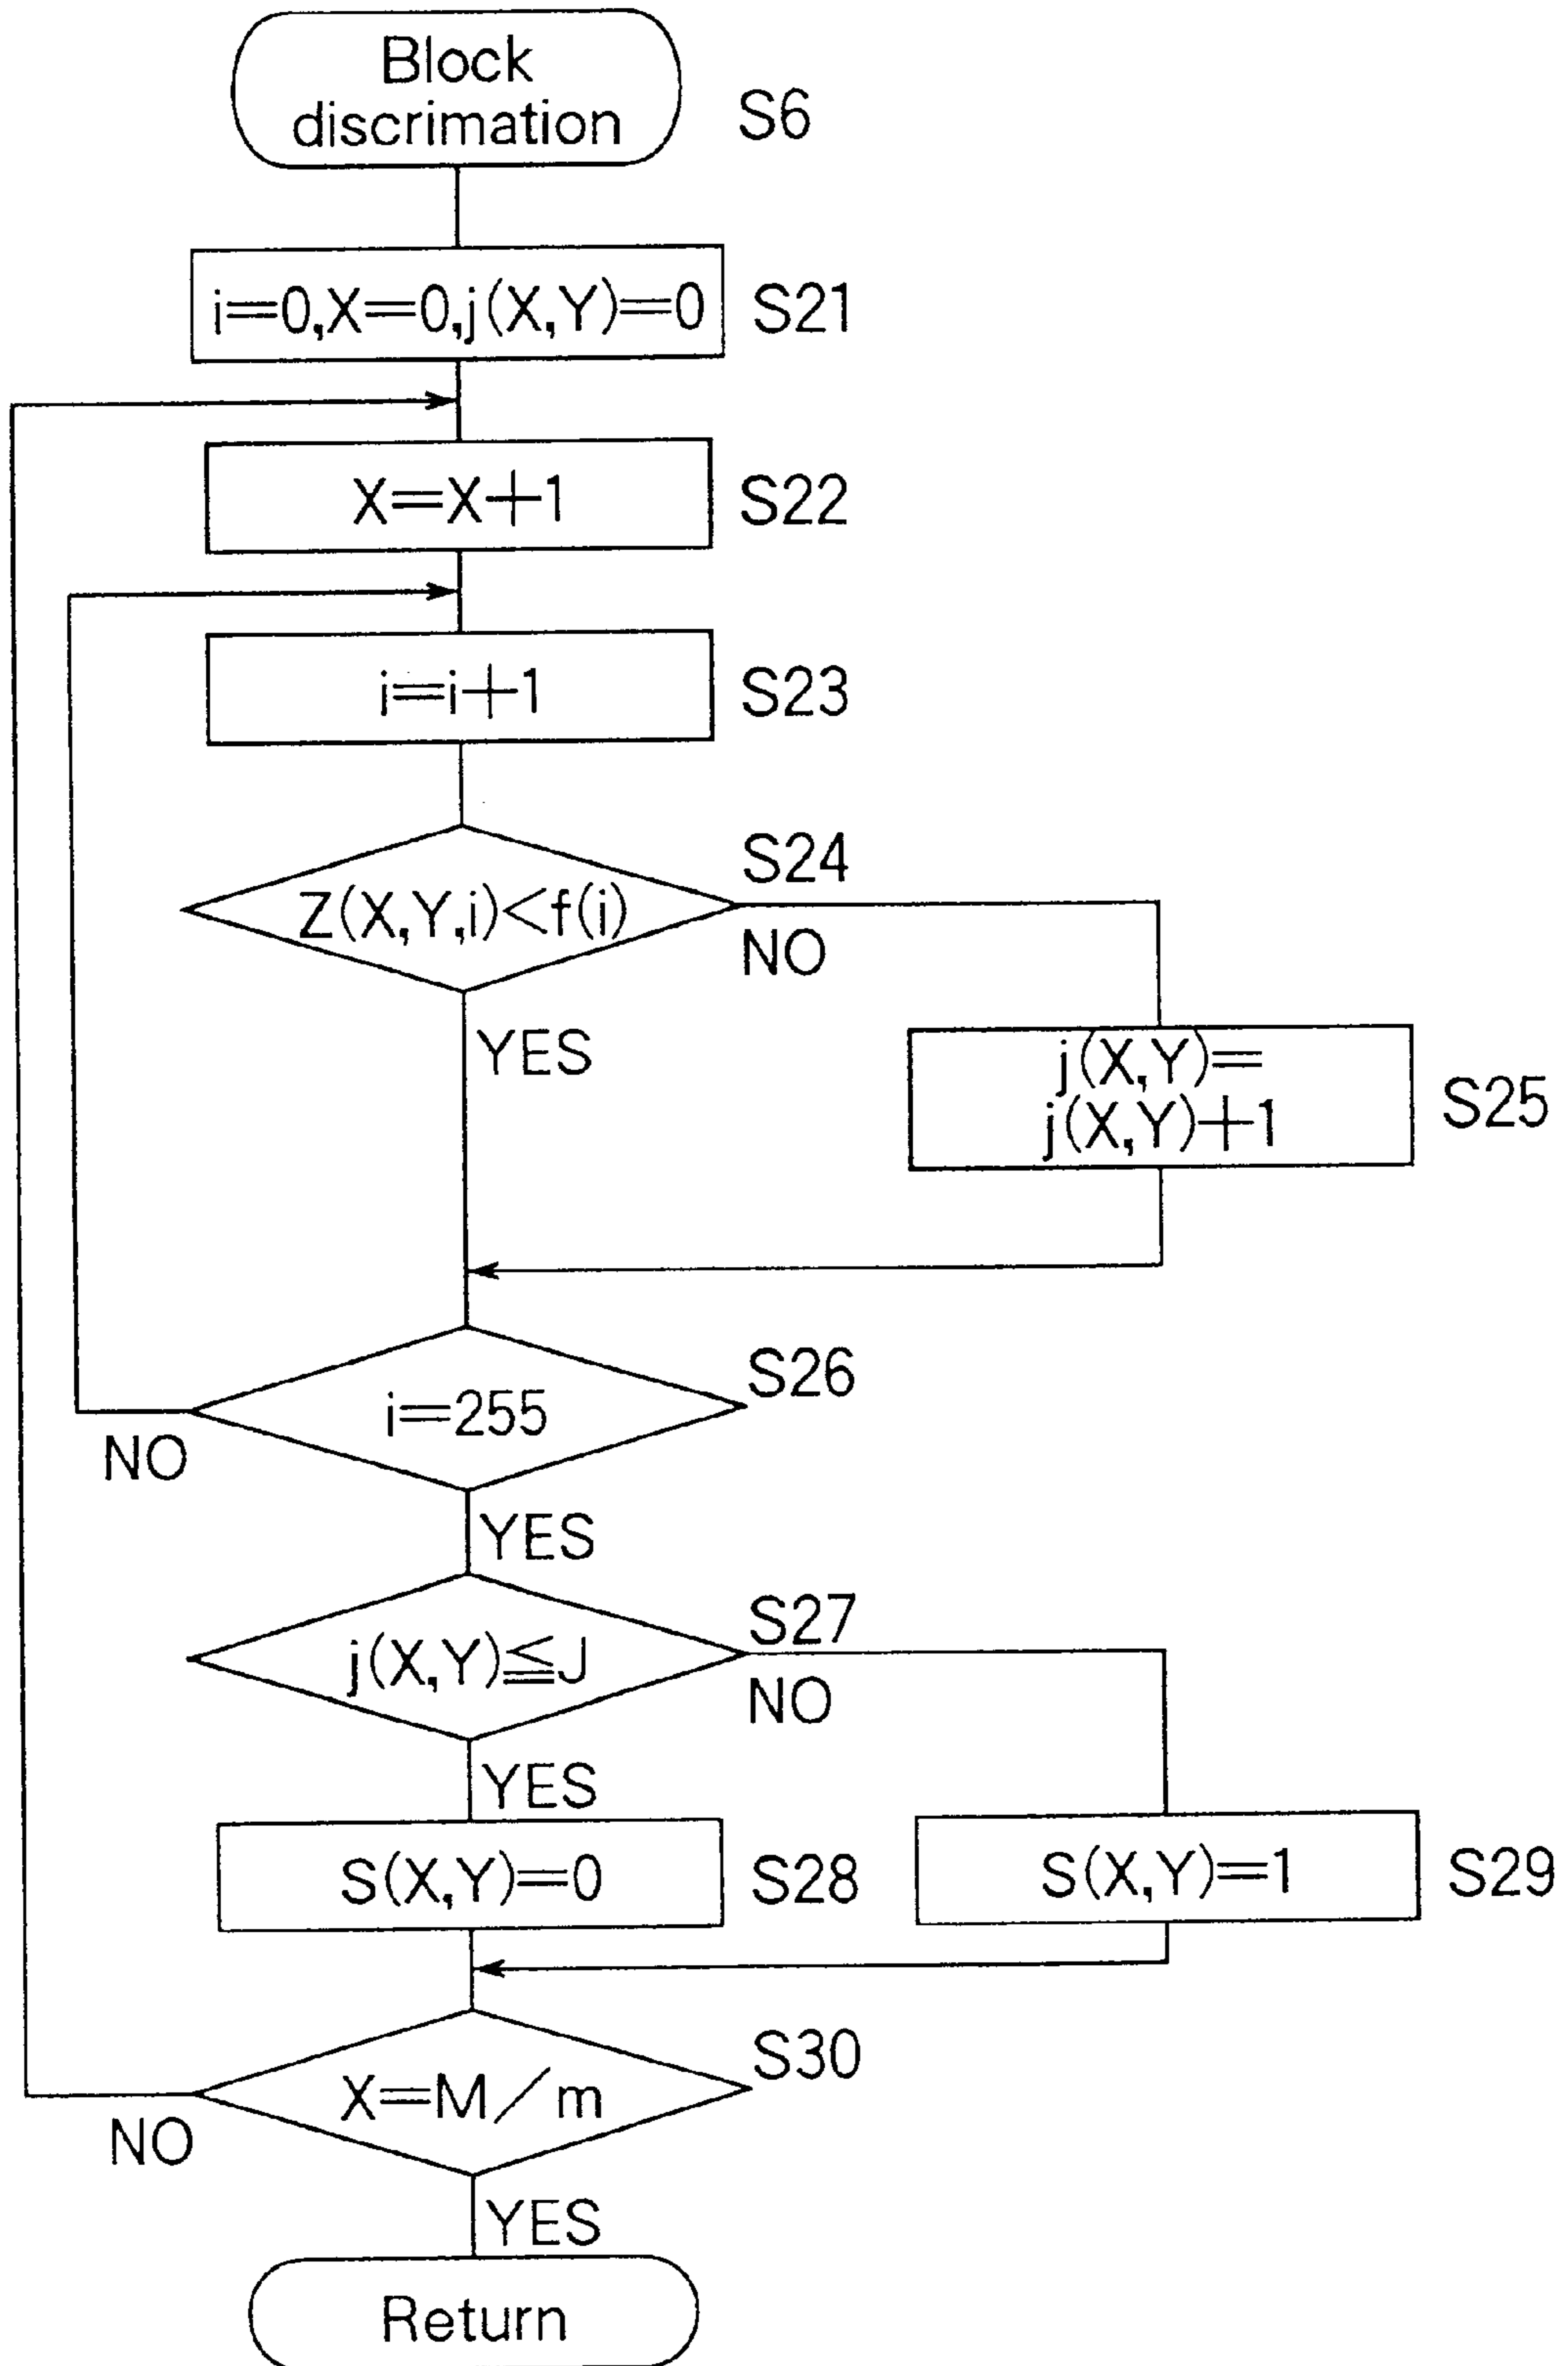 Block
discrimation
S6
i=0,X=0,j(X,Y)=0
S21
X=X+1
S22
i=i+1
S23
S24
Z(X,Y,i)<f(i)
NO
YES
j(X,Y)=
j(X,Y)+1
S25
S26
i=255
NO
YES
S27
j(X,Y)≦J
NO
YES
S(X,Y)=0
S28
S(X,Y)=1
S29
S30
X=M/m
NO
YES
Return